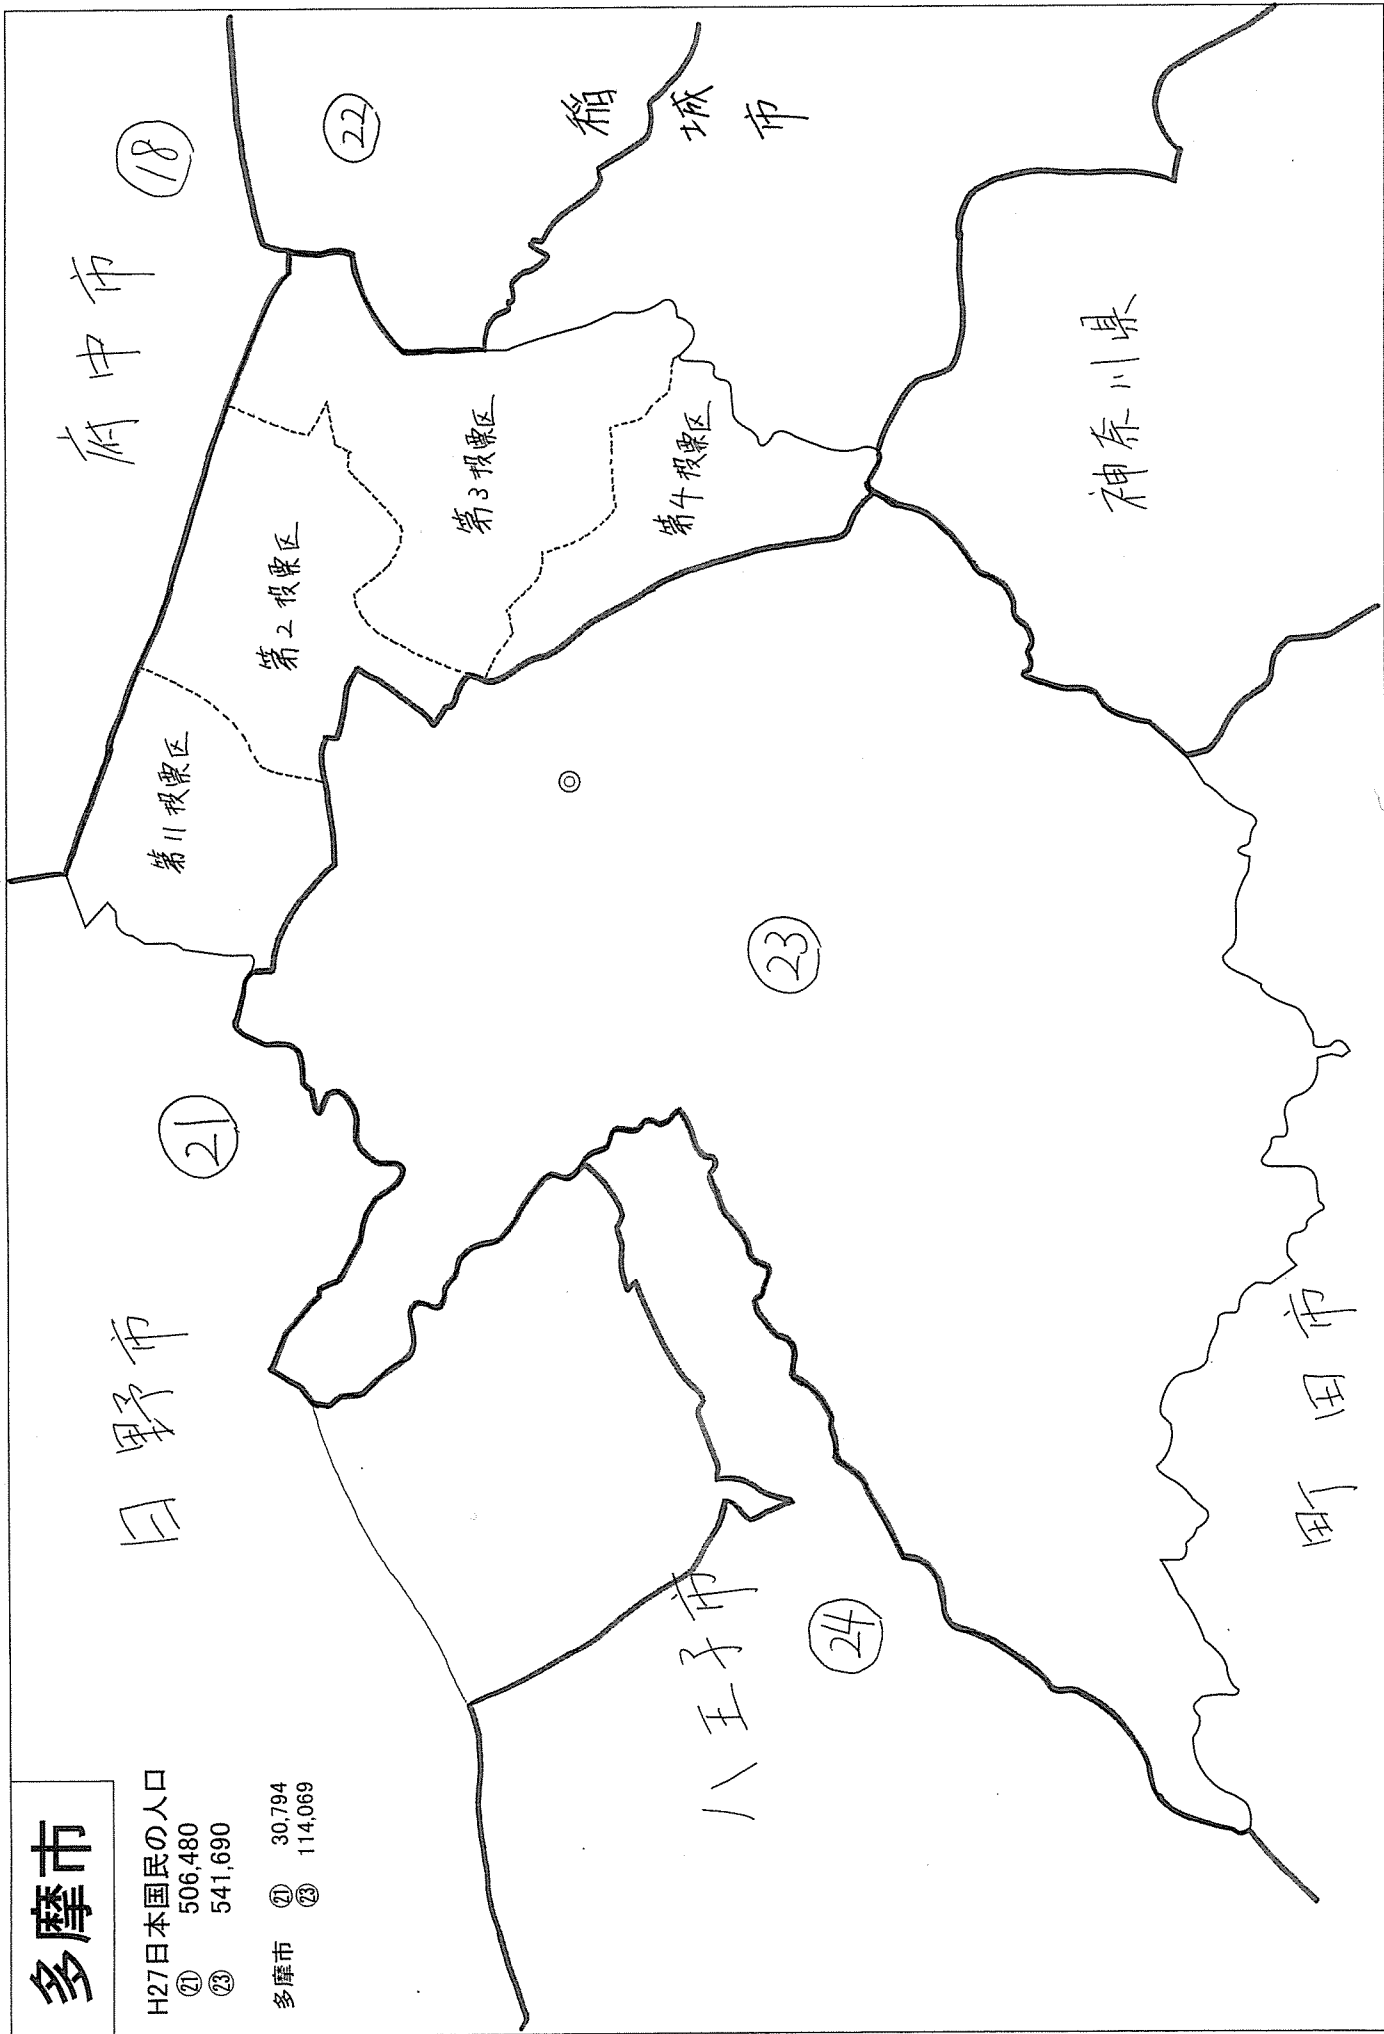 多摩市
H27日本国民の人口
㉑ 506,480
㉓ 541,690
多摩市 ㉑ 30,794
㉓ 114,069
日野市
㉑
府中市
⑱
㉒
稲城市
第11投票区
第2投票区
第3投票区
第4投票区
㉓
八王子市
㉔
神奈川県
町田市